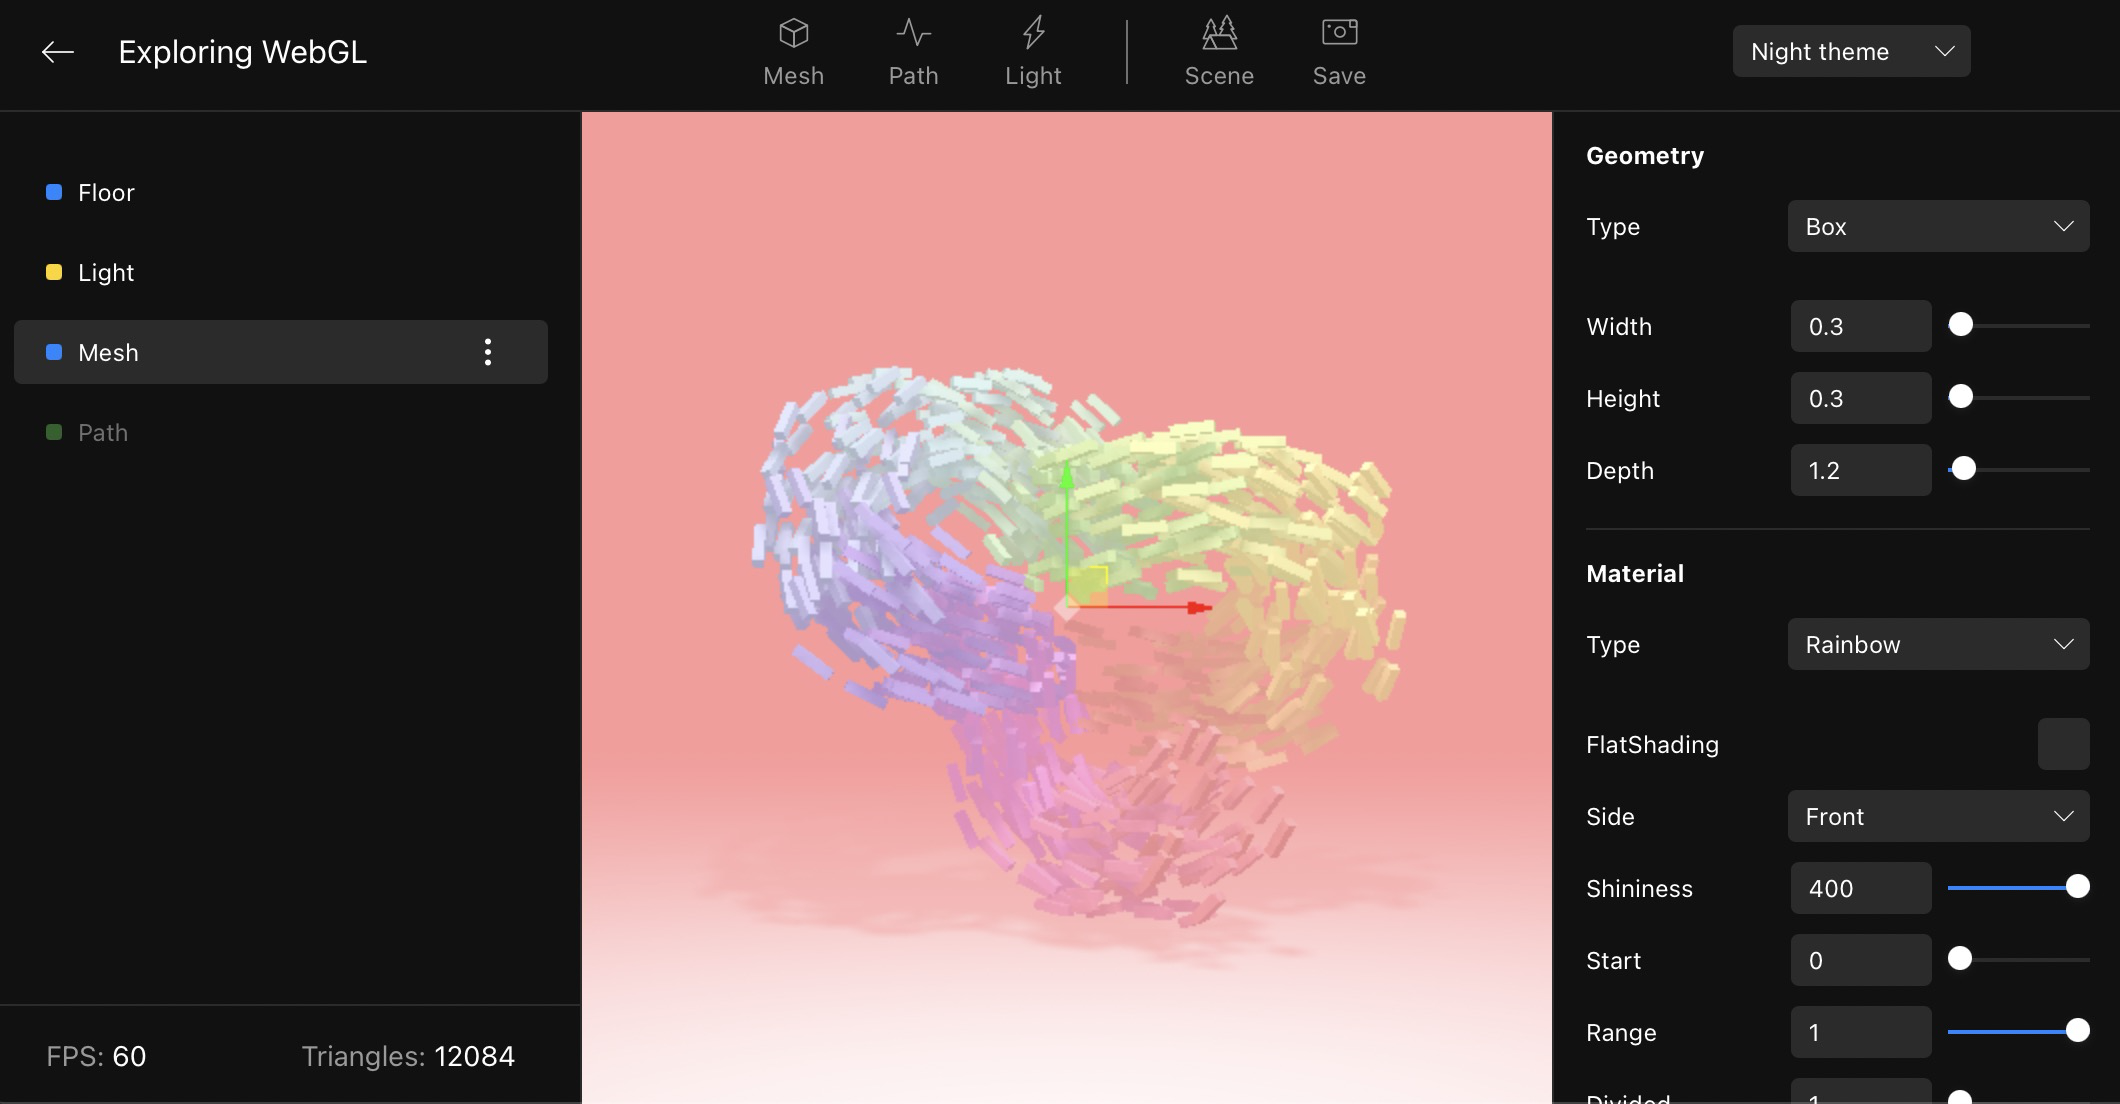 Exploring WebGL
Mesh
Path
Light
Scene
Save
Night theme
Floor
Light
Mesh
Path
FPS: 60
Triangles: 12084
Geometry
Type Box
Width 0.3
Height 0.3
Depth 1.2
Material
Type Rainbow
FlatShading
Side Front
Shininess 400
Start 0
Range 1
Divided 1